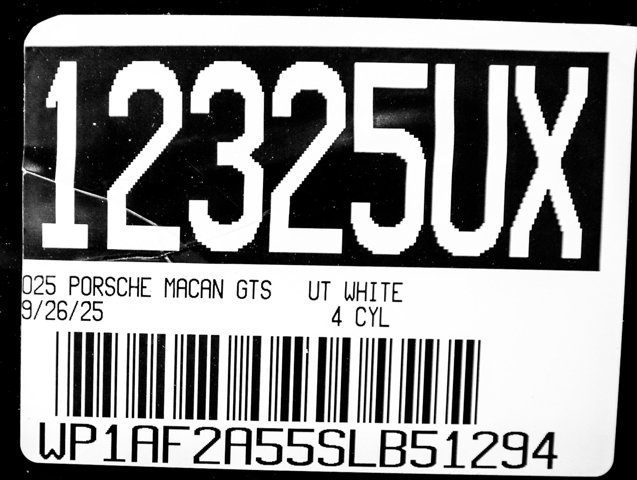 12325UX
025 PORSCHE MACAN GTS UT WHITE
9/26/25 4 CYL
WP1AF2A55SLB51294